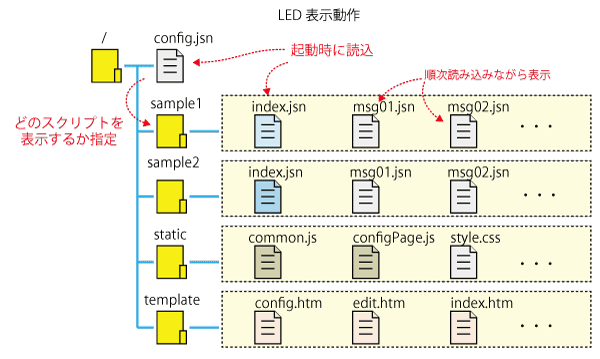 LED 表示動作
/
config.jsn
起動時に読込
順次読み込みながら表示
どのスクリプトを
表示するか指定
sample1
index.jsn
msg01.jsn
msg02.jsn
・・・
sample2
index.jsn
msg01.jsn
msg02.jsn
・・・
static
common.js
configPage.js
style.css
・・・
template
config.htm
edit.htm
index.htm
・・・